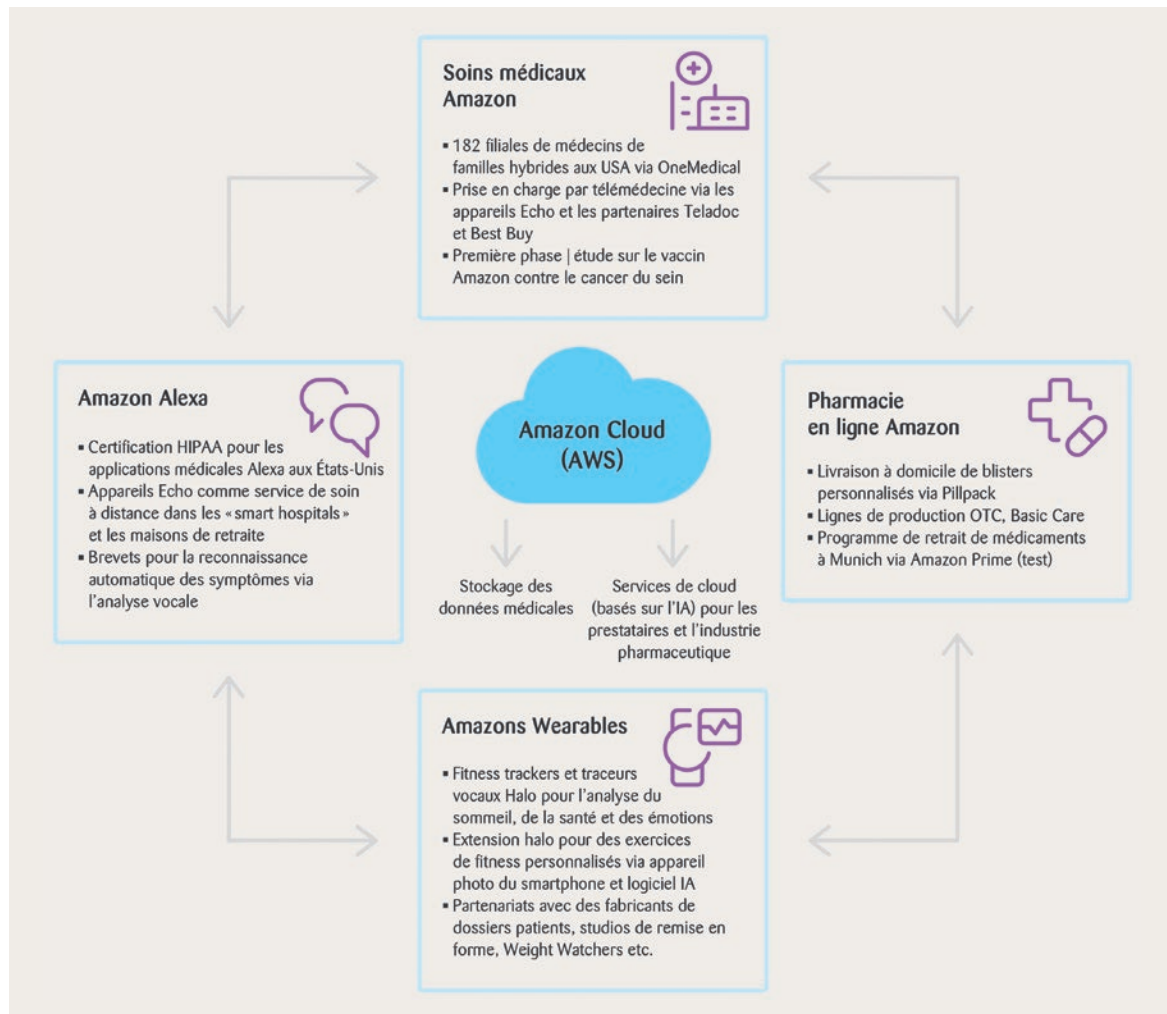 Soins médicaux
Amazon
▪ 182 filiales de médecins de
familles hybrides aux USA via OneMedical
▪ Prise en charge par télémédecine via les
appareils Echo et les partenaires Teladoc
et Best Buy
▪ Première phase | étude sur le vaccin
Amazon contre le cancer du sein
Amazon Alexa
▪ Certification HIPAA pour les
applications médicales Alexa aux États-Unis
▪ Appareils Echo comme service de soin
à distance dans les «smart hospitals»
et les maisons de retraite
▪ Brevets pour la reconnaissance
automatique des symptômes via
l'analyse vocale
Amazon Cloud
(AWS)
Stockage des
données médicales
Services de cloud
(basés sur l'IA) pour les
prestataires et l'industrie
pharmaceutique
Pharmacie
en ligne Amazon
▪ Livraison à domicile de blisters
personnalisés via Pillpack
▪ Lignes de production OTC, Basic Care
▪ Programme de retrait de médicaments
à Munich via Amazon Prime (test)
Amazons Wearables
▪ Fitness trackers et traceurs
vocaux Halo pour l'analyse du
sommeil, de la santé et des émotions
▪ Extension halo pour des exercices
de fitness personnalisés via appareil
photo du smartphone et logiciel IA
▪ Partenariats avec des fabricants de
dossiers patients, studios de remise en
forme, Weight Watchers etc.